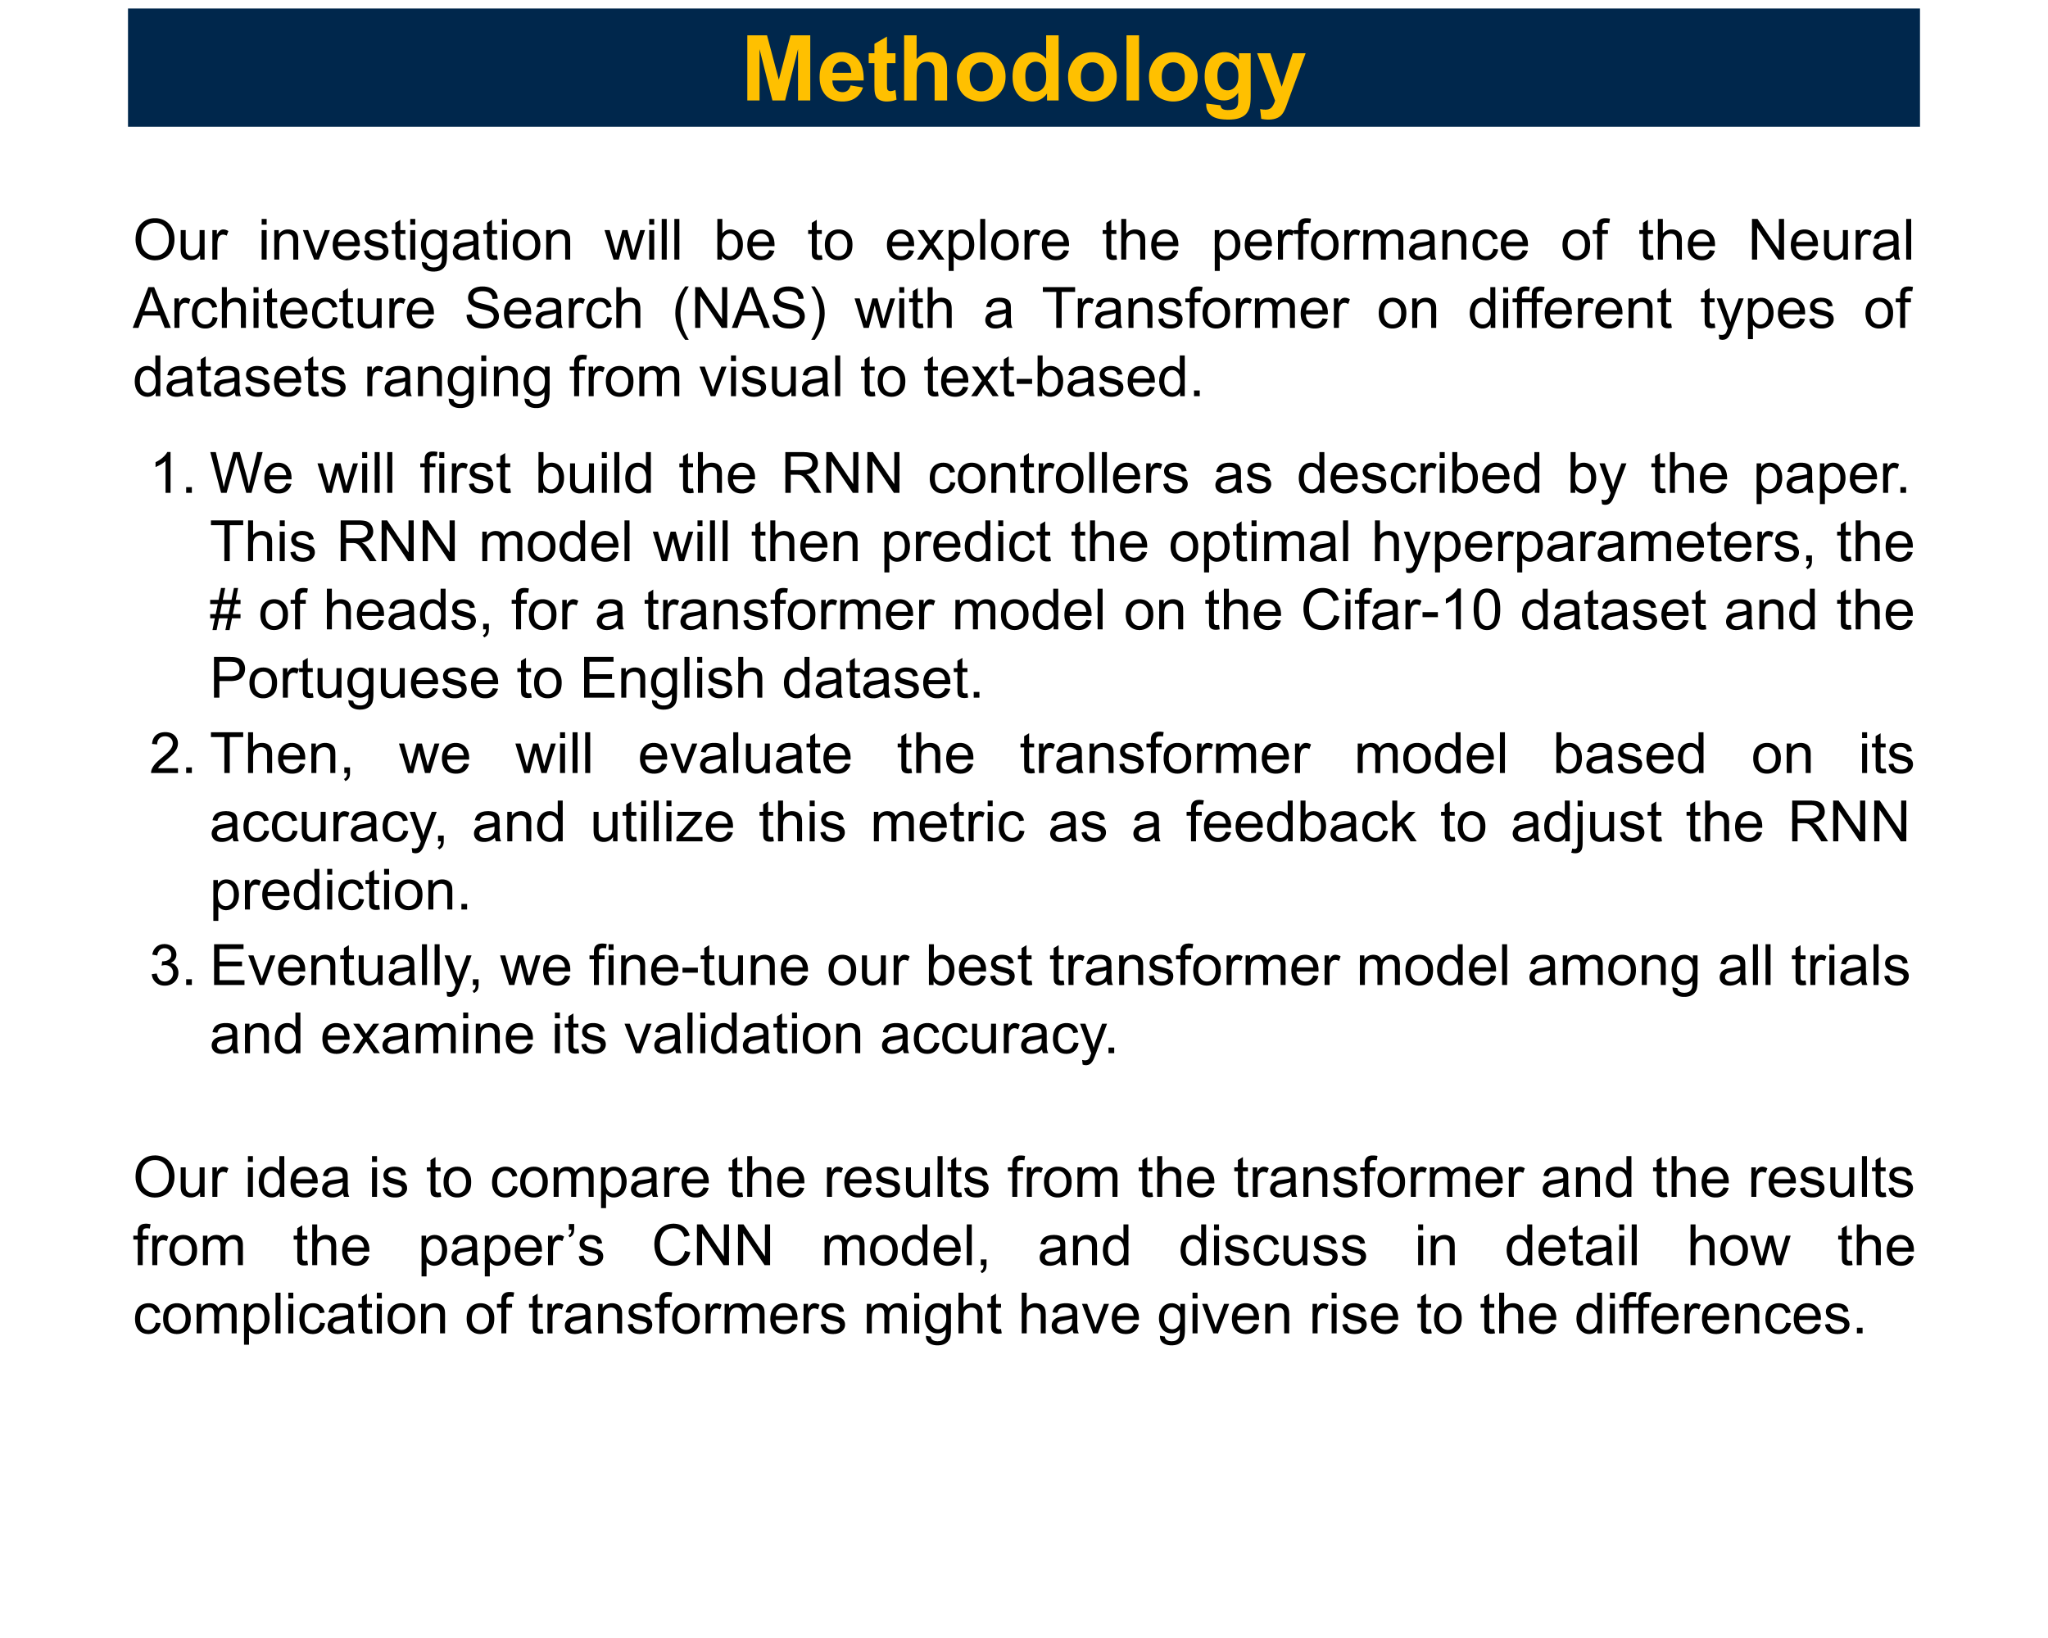 Methodology
Our investigation will be to explore the performance of the Neural
Architecture Search (NAS) with a Transformer on different types of
datasets ranging from visual to text-based.
1. We will first build the RNN controllers as described by the paper.
This RNN model will then predict the optimal hyperparameters, the
# of heads, for a transformer model on the Cifar-10 dataset and the
Portuguese to English dataset.
2. Then, we will evaluate the transformer model based on its
accuracy, and utilize this metric as a feedback to adjust the RNN
prediction.
3. Eventually, we fine-tune our best transformer model among all trials
and examine its validation accuracy.
Our idea is to compare the results from the transformer and the results
from the paper’s CNN model, and discuss in detail how the
complication of transformers might have given rise to the differences.